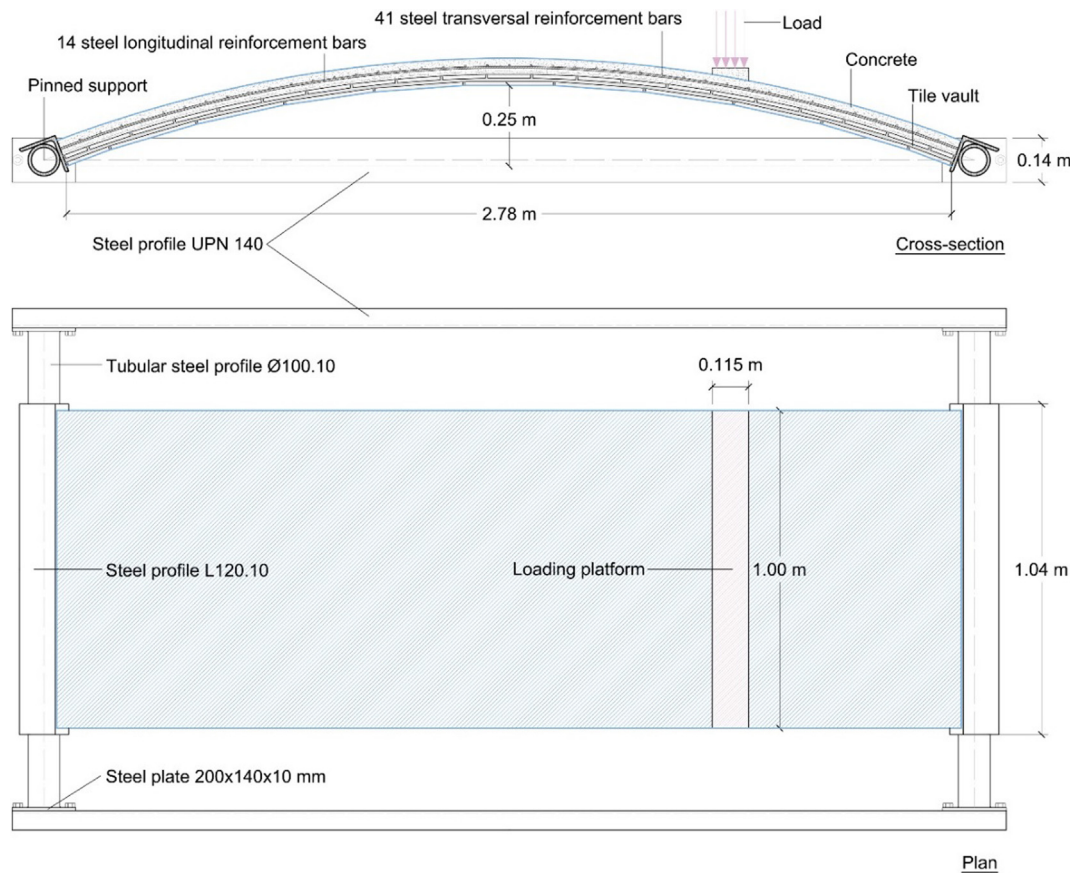 41 steel transversal reinforcement bars
Load
14 steel longitudinal reinforcement bars
Concrete
Pinned support
Tile vault
0.25 m
0.14 m
2.78 m
Steel profile UPN 140
Cross-section
Tubular steel profile Ø100.10
0.115 m
Steel profile L120.10
Loading platform
1.00 m
1.04 m
Steel plate 200x140x10 mm
Plan